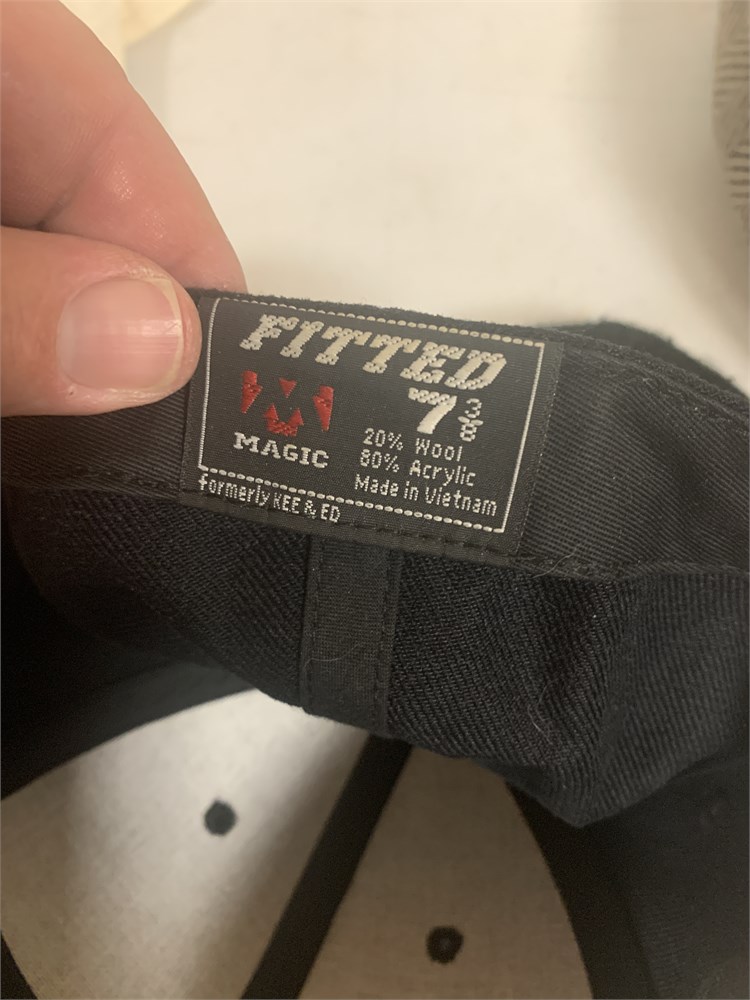 FITTED
7 3/8
MAGIC
20% Wool
80% Acrylic
Made in Vietnam
formerly KEE & ED